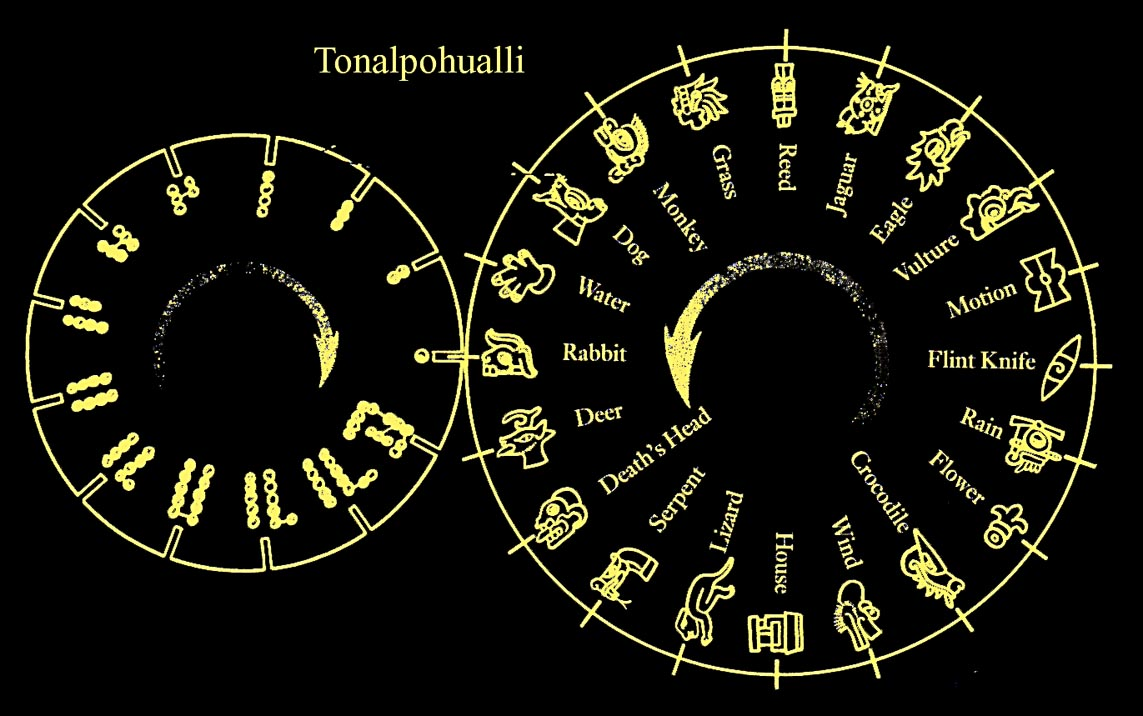 Tonalpohualli
Reed
Jaguar
Eagle
Vulture
Motion
Flint Knife
Rain
Flower
Crocodile
Wind
House
Lizard
Serpent
Death's Head
Deer
Rabbit
Water
Dog
Monkey
Grass